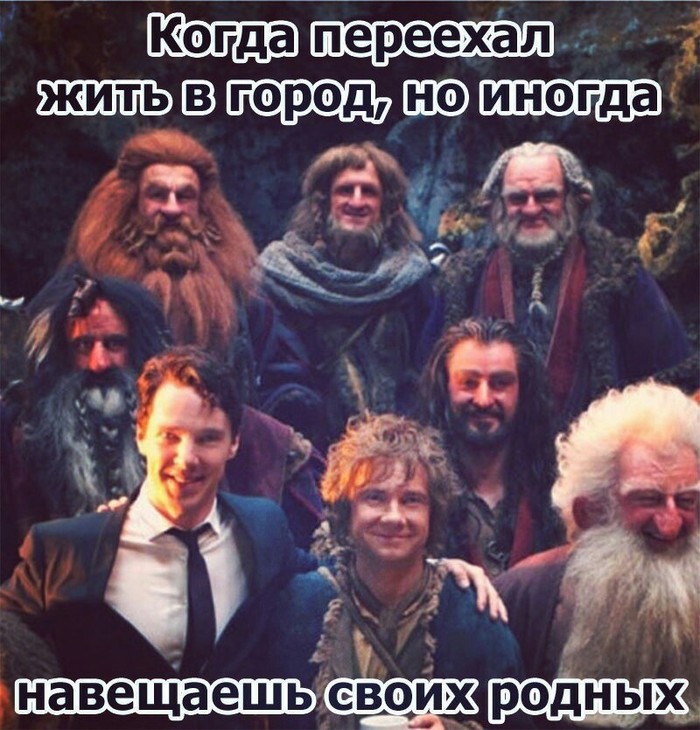 Когда переехал
жить в город, но иногда
навещаешь своих родных